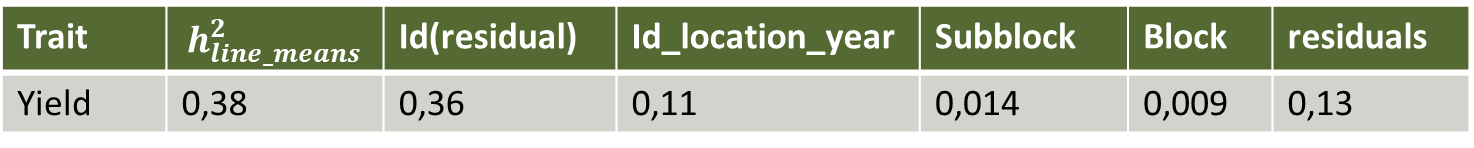 Trait h²line_means Id(residual) Id_location_year Subblock Block residuals
Yield 0,38 0,36 0,11 0,014 0,009 0,13